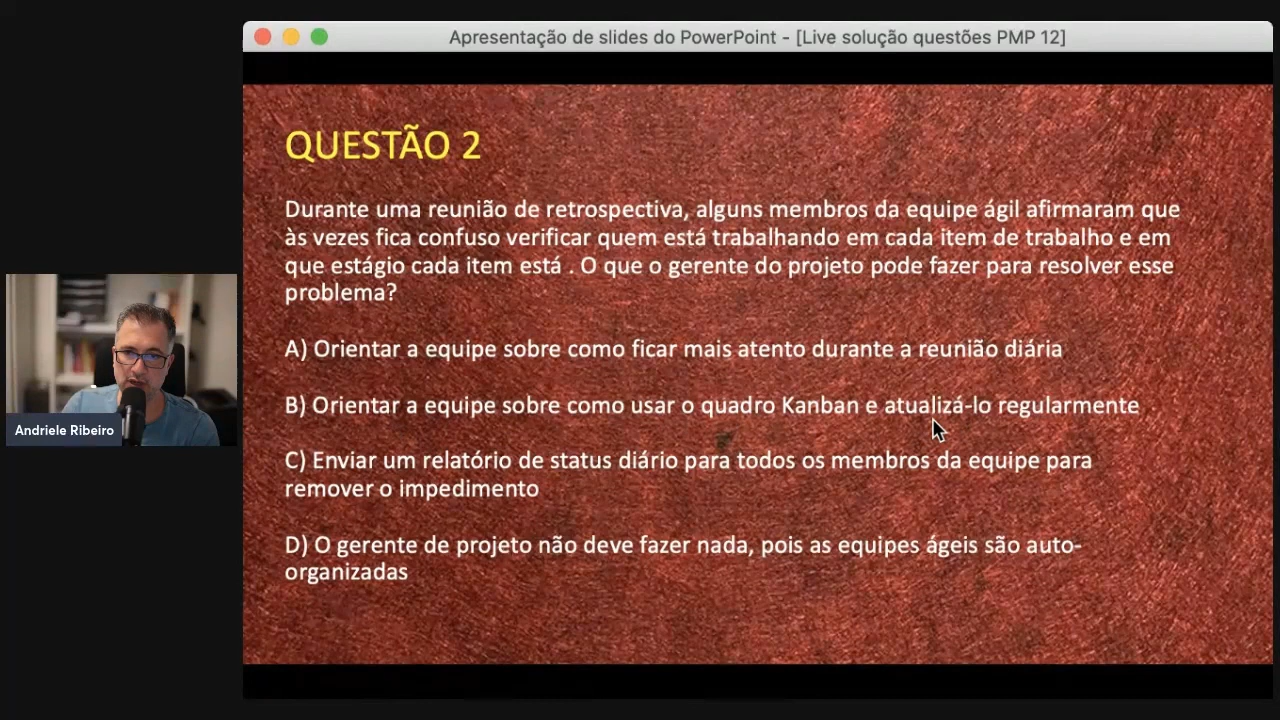 Apresentação de slides do PowerPoint - [Live solução questões PMP 12]
QUESTÃO 2
Durante uma reunião de retrospectiva, alguns membros da equipe ágil afirmaram que
às vezes fica confuso verificar quem está trabalhando em cada item de trabalho e em
que estágio cada item está . O que o gerente do projeto pode fazer para resolver esse
problema?
A) Orientar a equipe sobre como ficar mais atento durante a reunião diária
B) Orientar a equipe sobre como usar o quadro Kanban e atualizá-lo regularmente
C) Enviar um relatório de status diário para todos os membros da equipe para
remover o impedimento
D) O gerente de projeto não deve fazer nada, pois as equipes ágeis são auto-
organizadas
Andriele Ribeiro